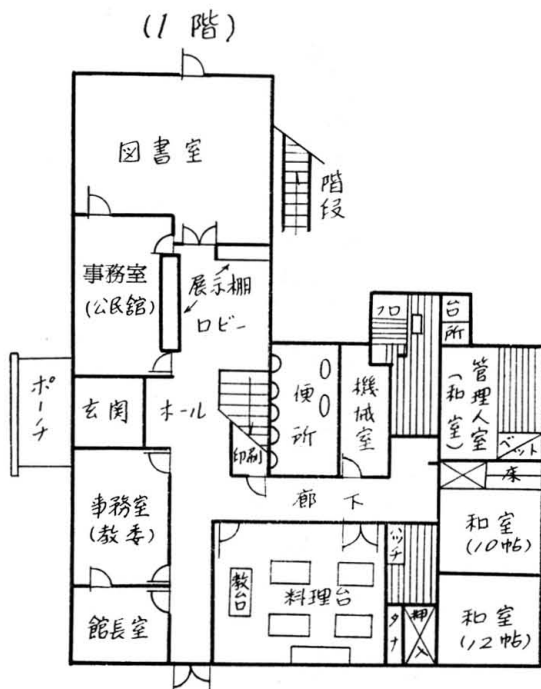 (1階)
図書室
階段
事務室
(公民館)
展示棚
ロビー
フロ
台所
ポーチ
玄関
ホール
便所
機械室
管理人室
(和室)
ベット
印刷
床
廊下
事務室
(教委)
和室
(10帖)
ハッチ
教台
料理台
館長室
タナ
押入
和室
(12帖)